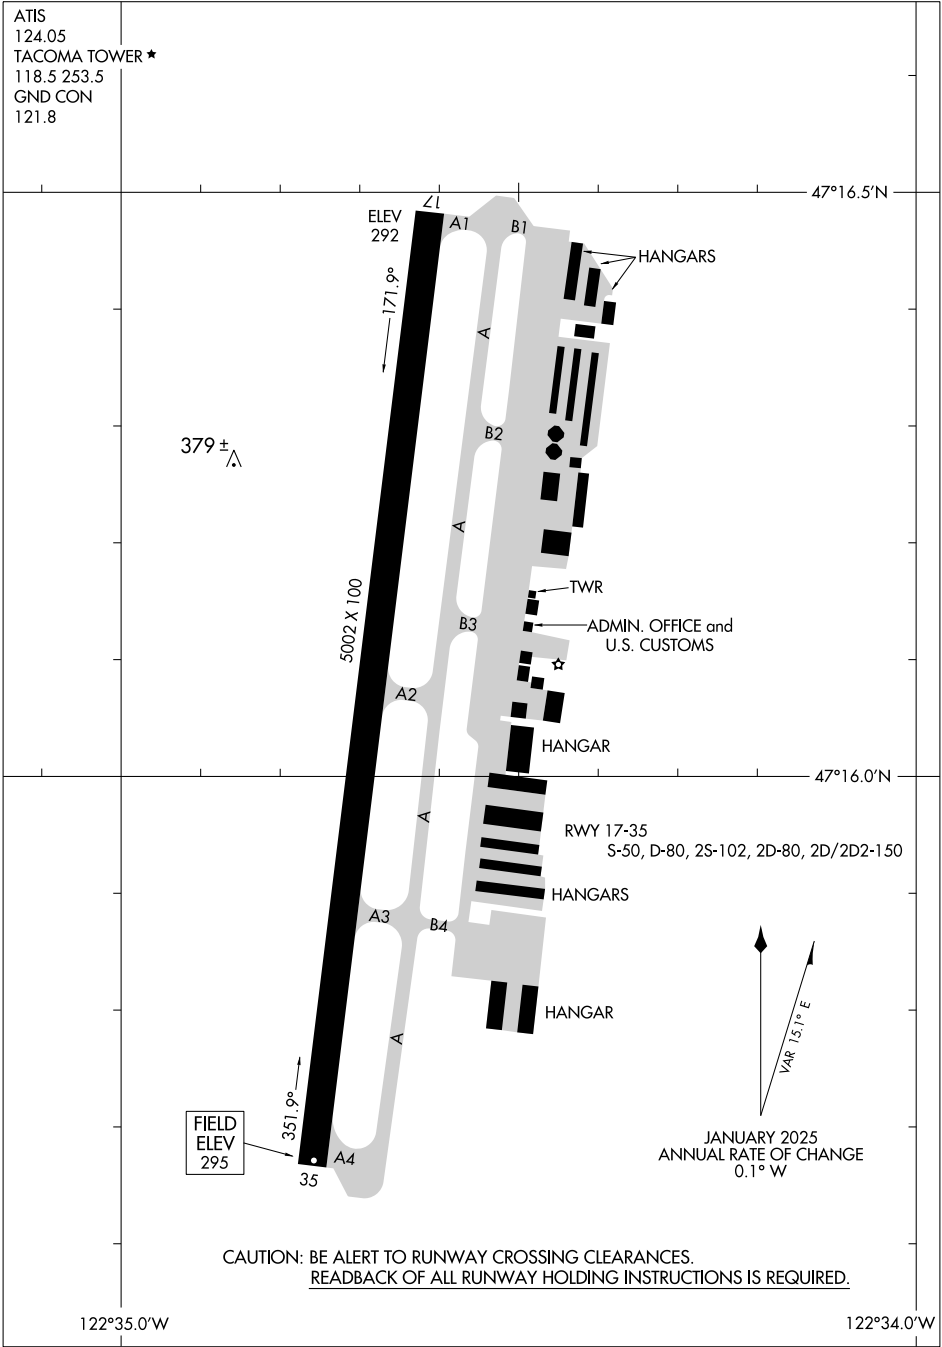 ATIS
124.05
TACOMA TOWER ★
118.5 253.5
GND CON
121.8
47°16.5'N
17
ELEV
292
A1
B1
HANGARS
171.9°
A
B2
379 ±
A
5002 X 100
TWR
B3
ADMIN. OFFICE and
U.S. CUSTOMS
A2
HANGAR
47°16.0'N
A
RWY 17-35
S-50, D-80, 2S-102, 2D-80, 2D/2D2-150
HANGARS
A3
B4
HANGAR
A
VAR 15.1° E
351.9°
FIELD
ELEV
295
A4
35
JANUARY 2025
ANNUAL RATE OF CHANGE
0.1° W
CAUTION: BE ALERT TO RUNWAY CROSSING CLEARANCES.
READBACK OF ALL RUNWAY HOLDING INSTRUCTIONS IS REQUIRED.
122°35.0'W
122°34.0'W